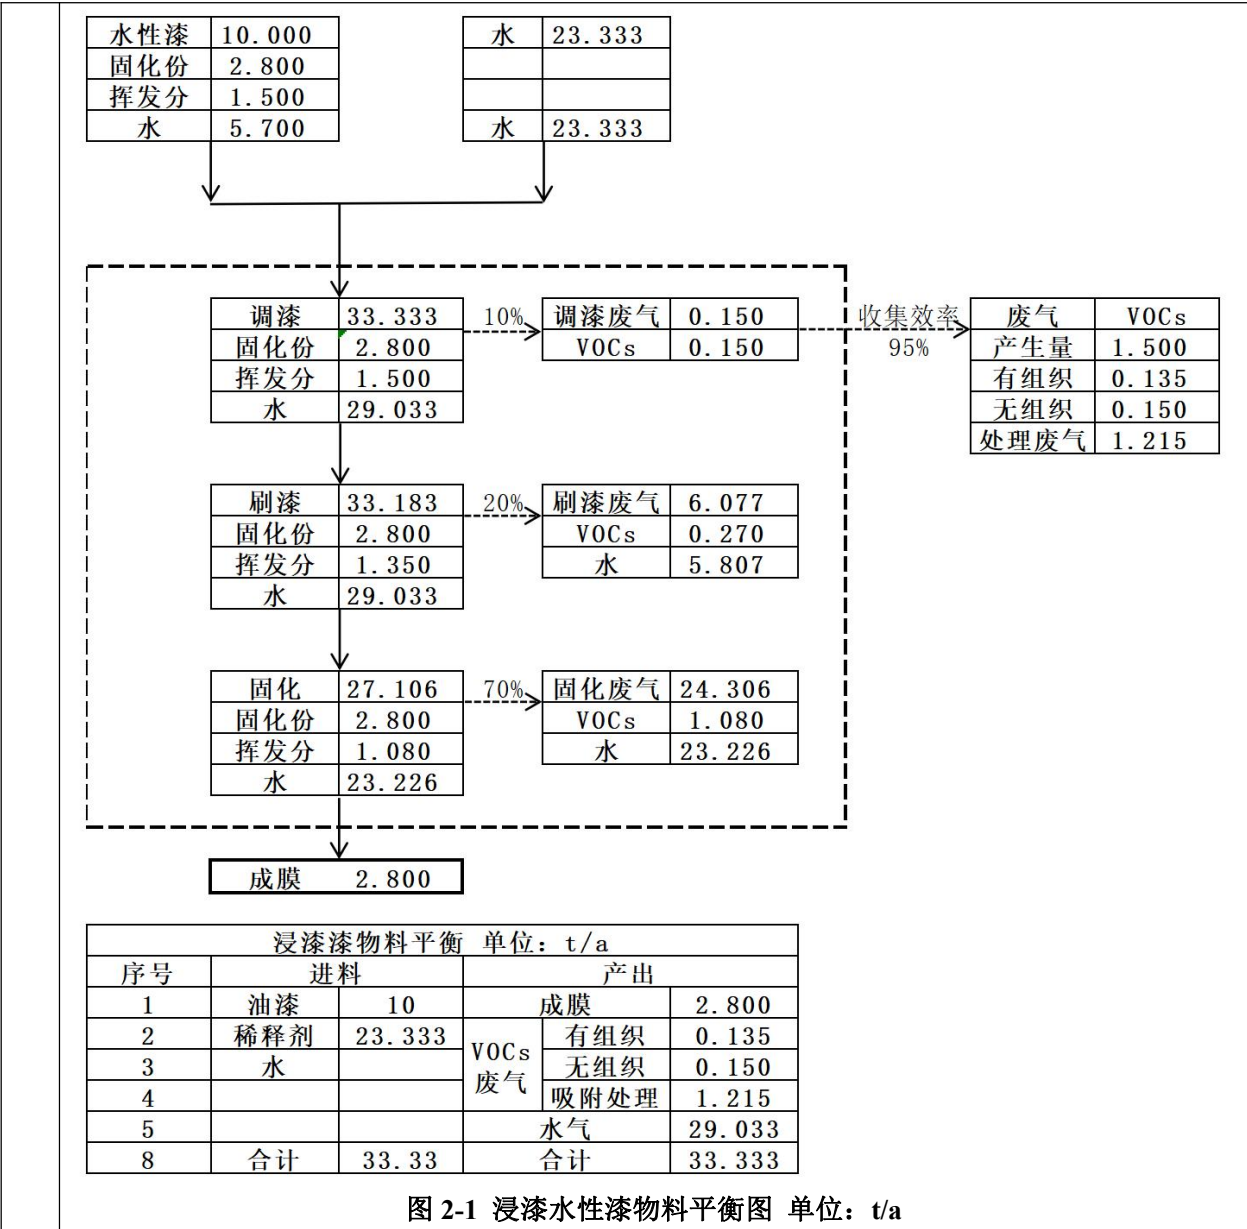 水性漆 10.000 水 23.333
固化份 2.800
挥发分 1.500
水 5.700 水 23.333
调漆 33.333 10% 调漆废气 0.150 收集效率 废气 VOCs
固化份 2.800 VOCs 0.150 95% 产生量 1.500
挥发分 1.500 有组织 0.135
水 29.033 无组织 0.150
处理废气 1.215
刷漆 33.183 20% 刷漆废气 6.077
固化份 2.800 VOCs 0.270
挥发分 1.350 水 5.807
水 29.033
固化 27.106 70% 固化废气 24.306
固化份 2.800 VOCs 1.080
挥发分 1.080 水 23.226
水 23.226
成膜 2.800
浸漆漆物料平衡 单位：t/a
序号 进料 产出
1 油漆 10 成膜 2.800
2 稀释剂 23.333 VOCs废气 有组织 0.135
3 水 无组织 0.150
4 吸附处理 1.215
5 水气 29.033
8 合计 33.33 合计 33.333
图 2-1 浸漆水性漆物料平衡图 单位：t/a